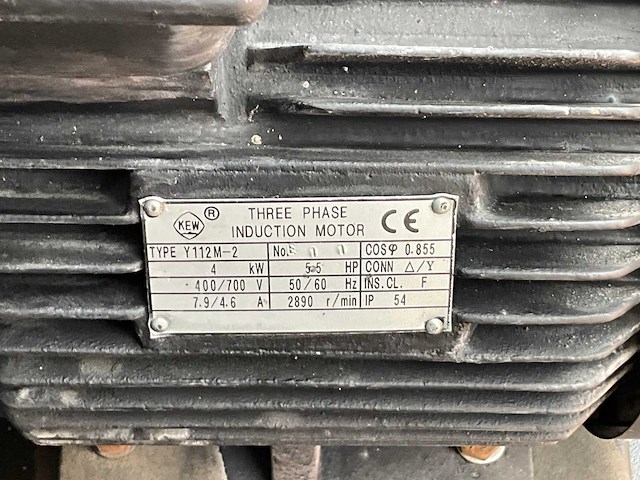 KEW ® THREE PHASE INDUCTION MOTOR CE
TYPE Y112M-2 No. COSφ 0.855
4 kW 5.5 HP CONN △/Y
400/700 V 50/60 Hz INS.CL. F
7.9/4.6 A 2890 r/min IP 54